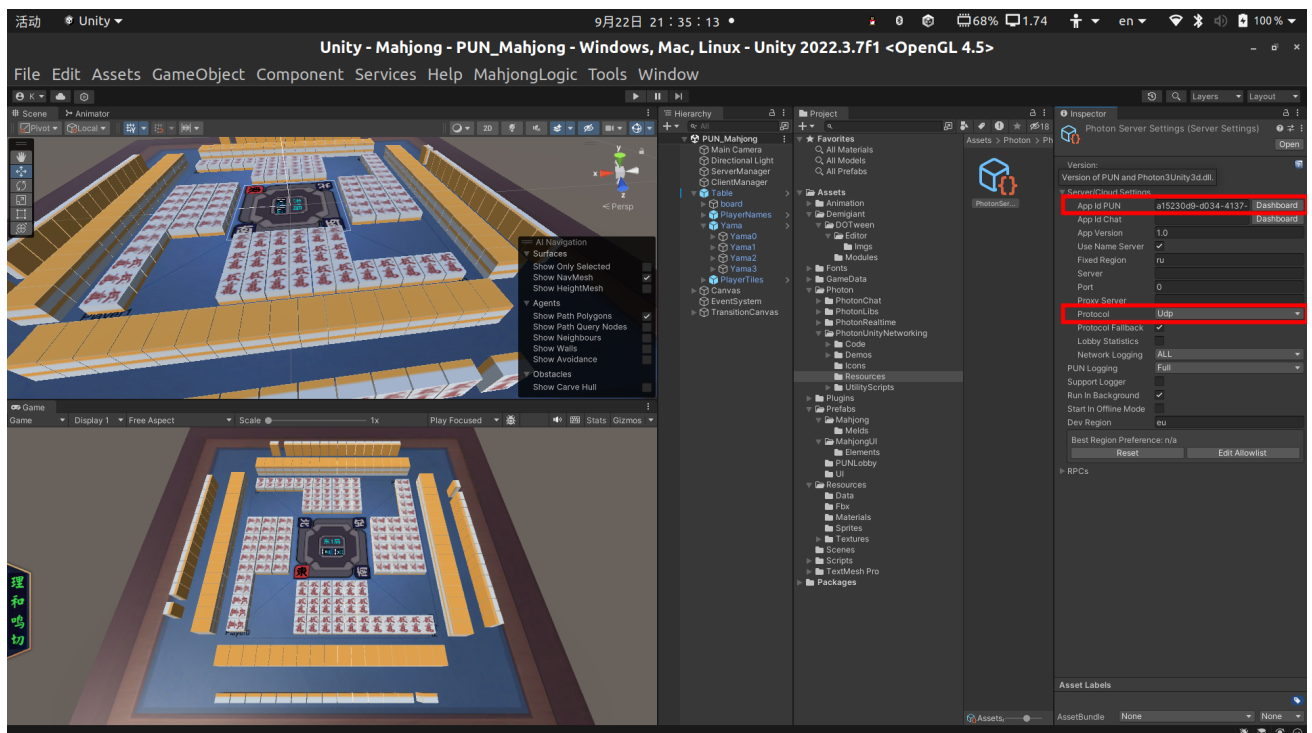 活动 Unity 9月22日 21:35:13 68% 1.74 en 100%
Unity - Mahjong - PUN_Mahjong - Windows, Mac, Linux - Unity 2022.3.7f1 <OpenGL 4.5>
File Edit Assets GameObject Component Services Help MahjongLogic Tools Window
K Layers Layout
Scene Animator
Pivot Local 2D
y
x
z
Persp
AI Navigation
Surfaces
Show Only Selected
Show NavMesh
Show HeightMesh
Agents
Show Path Polygons
Show Path Query Nodes
Show Neighbours
Show Walls
Show Avoidance
Obstacles
Show Carve Hull
Game
Game Display 1 Free Aspect Scale 1x Play Focused Stats Gizmos
東
理
和
鸣
切
Hierarchy
All
PUN_Mahjong
Main Camera
Directional Light
ServerManager
ClientManager
Table
board
PlayerNames
Yama
Yama0
Yama1
Yama2
Yama3
PlayerTiles
Canvas
EventSystem
TransitionCanvas
Project
18
Favorites
All Materials
All Models
All Prefabs
Assets
Animation
Demigiant
DOTween
Editor
Imgs
Modules
Fonts
GameData
Photon
PhotonChat
PhotonLibs
PhotonRealtime
PhotonUnityNetworking
Code
Demos
Icons
Resources
UtilityScripts
Plugins
Prefabs
Mahjong
Melds
MahjongUI
Elements
PUNLobby
UI
Resources
Data
Fbx
Materials
Sprites
Textures
Scenes
Scripts
TextMesh Pro
Packages
Assets > Photon > Ph
PhotonSer...
Assets/
Inspector
Photon Server Settings (Server Settings)
Open
Version:
Version of PUN and Photon3Unity3d.dll.
Server/Cloud Settings
App Id PUN a15230d9-d034-4137- Dashboard
App Id Chat Dashboard
App Version 1.0
Use Name Server
Fixed Region ru
Server
Port 0
Proxy Server
Protocol Udp
Protocol Fallback
Lobby Statistics
Network Logging ALL
PUN Logging Full
Support Logger
Run In Background
Start In Offline Mode
Dev Region eu
Best Region Preference: n/a
Reset Edit Allowlist
RPCs
Asset Labels
AssetBundle None None